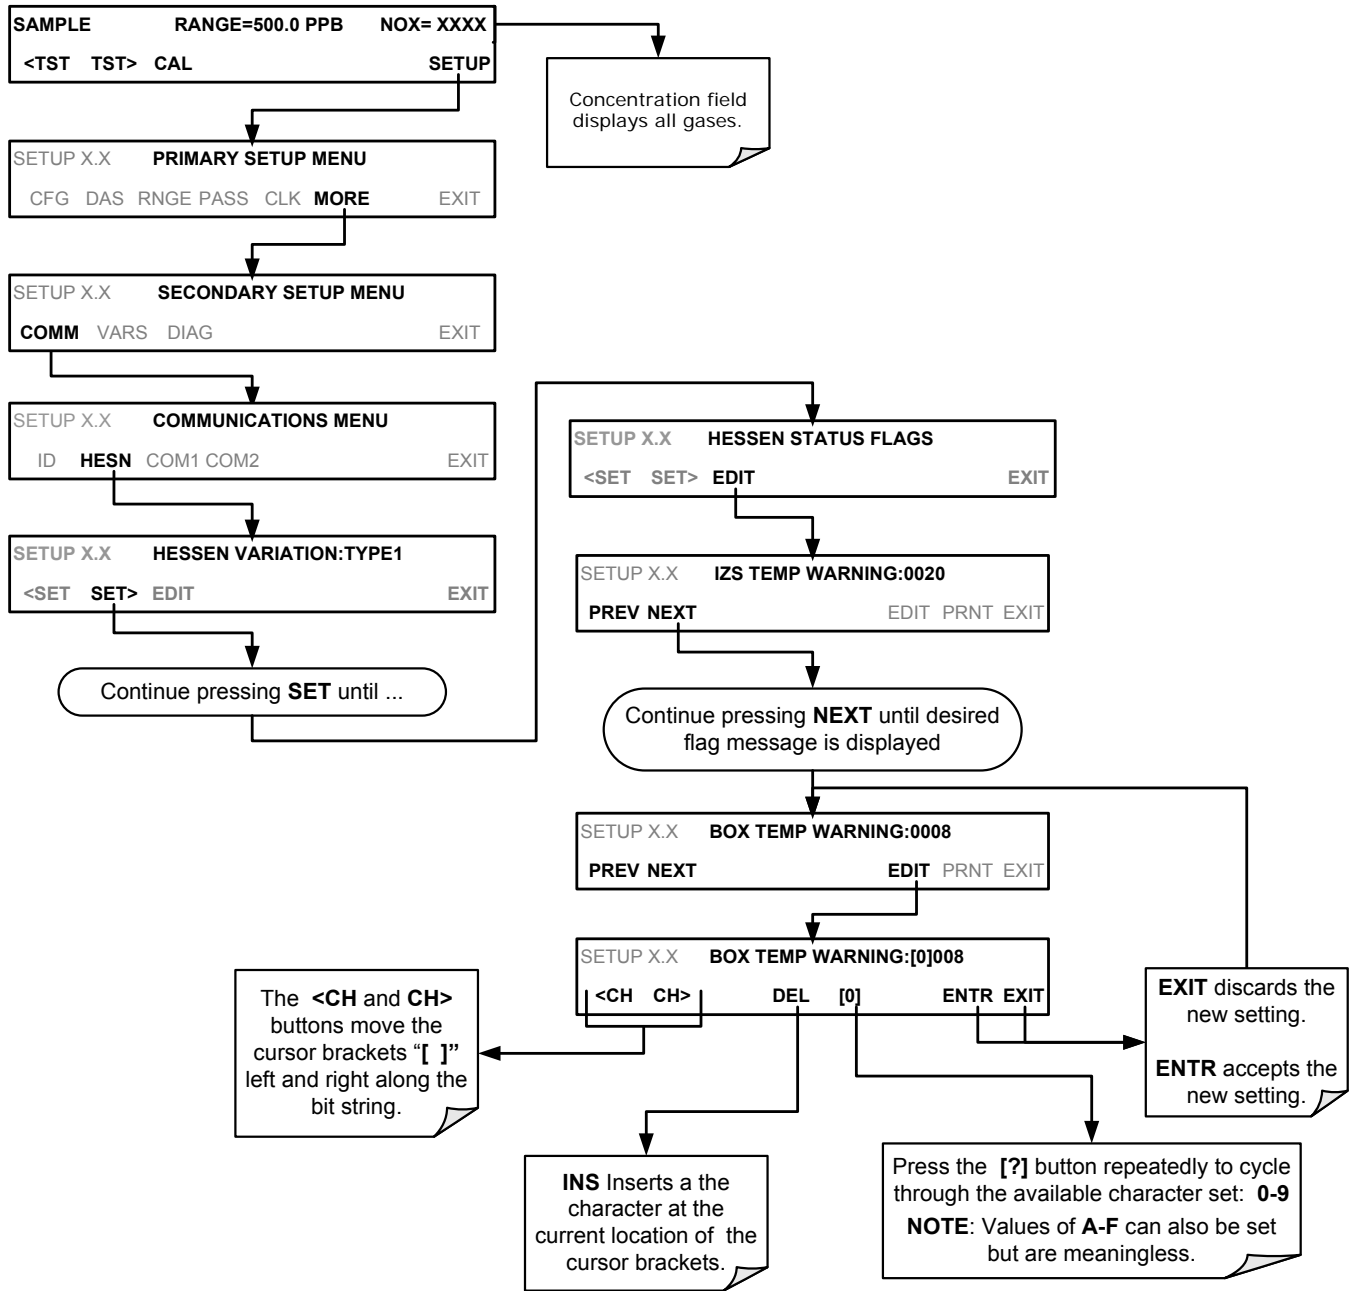 SAMPLE RANGE=500.0 PPB NOX= XXXX
<TST TST> CAL SETUP
Concentration field
displays all gases.
SETUP X.X PRIMARY SETUP MENU
CFG DAS RNGE PASS CLK MORE EXIT
SETUP X.X SECONDARY SETUP MENU
COMM VARS DIAG EXIT
SETUP X.X COMMUNICATIONS MENU
ID HESN COM1 COM2 EXIT
SETUP X.X HESSEN VARIATION:TYPE1
<SET SET> EDIT EXIT
Continue pressing SET until ...
SETUP X.X HESSEN STATUS FLAGS
<SET SET> EDIT EXIT
SETUP X.X IZS TEMP WARNING:0020
PREV NEXT EDIT PRNT EXIT
Continue pressing NEXT until desired
flag message is displayed
SETUP X.X BOX TEMP WARNING:0008
PREV NEXT EDIT PRNT EXIT
SETUP X.X BOX TEMP WARNING:[0]008
<CH CH> DEL [0] ENTR EXIT
The <CH and CH>
buttons move the
cursor brackets “[ ]”
left and right along the
bit string.
EXIT discards the
new setting.
ENTR accepts the
new setting.
INS Inserts a the
character at the
current location of the
cursor brackets.
Press the [?] button repeatedly to cycle
through the available character set: 0-9
NOTE: Values of A-F can also be set
but are meaningless.